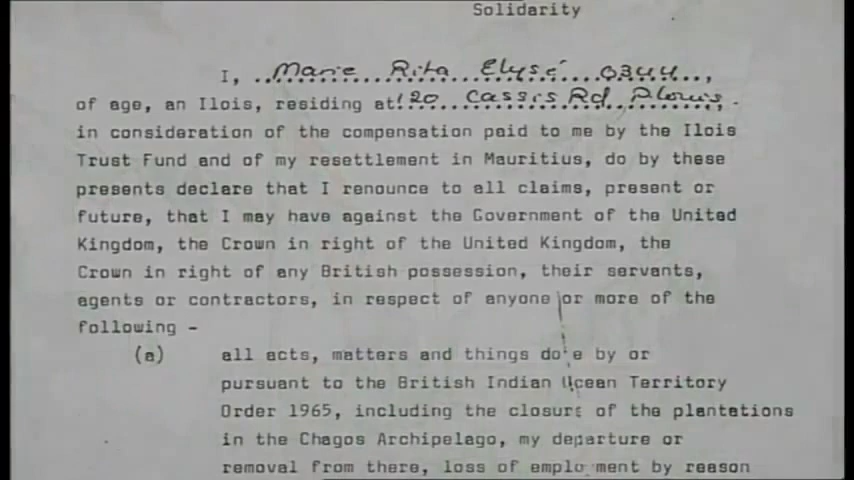 Solidarity
I, ..Marie Rita Elysé 0344..,
of age, an Ilois, residing at 120 Cassis Rd P.Louis.
in consideration of the compensation paid to me by the Ilois
Trust Fund and of my resettlement in Mauritius, do by these
presents declare that I renounce to all claims, present or
future, that I may have against the Government of the United
Kingdom, the Crown in right of the United Kingdom, the
Crown in right of any British possession, their servants,
agents or contractors, in respect of anyone or more of the
following -
(a) all acts, matters and things done by or
pursuant to the British Indian Ocean Territory
Order 1965, including the closure of the plantations
in the Chagos Archipelago, my departure or
removal from there, loss of employment by reason